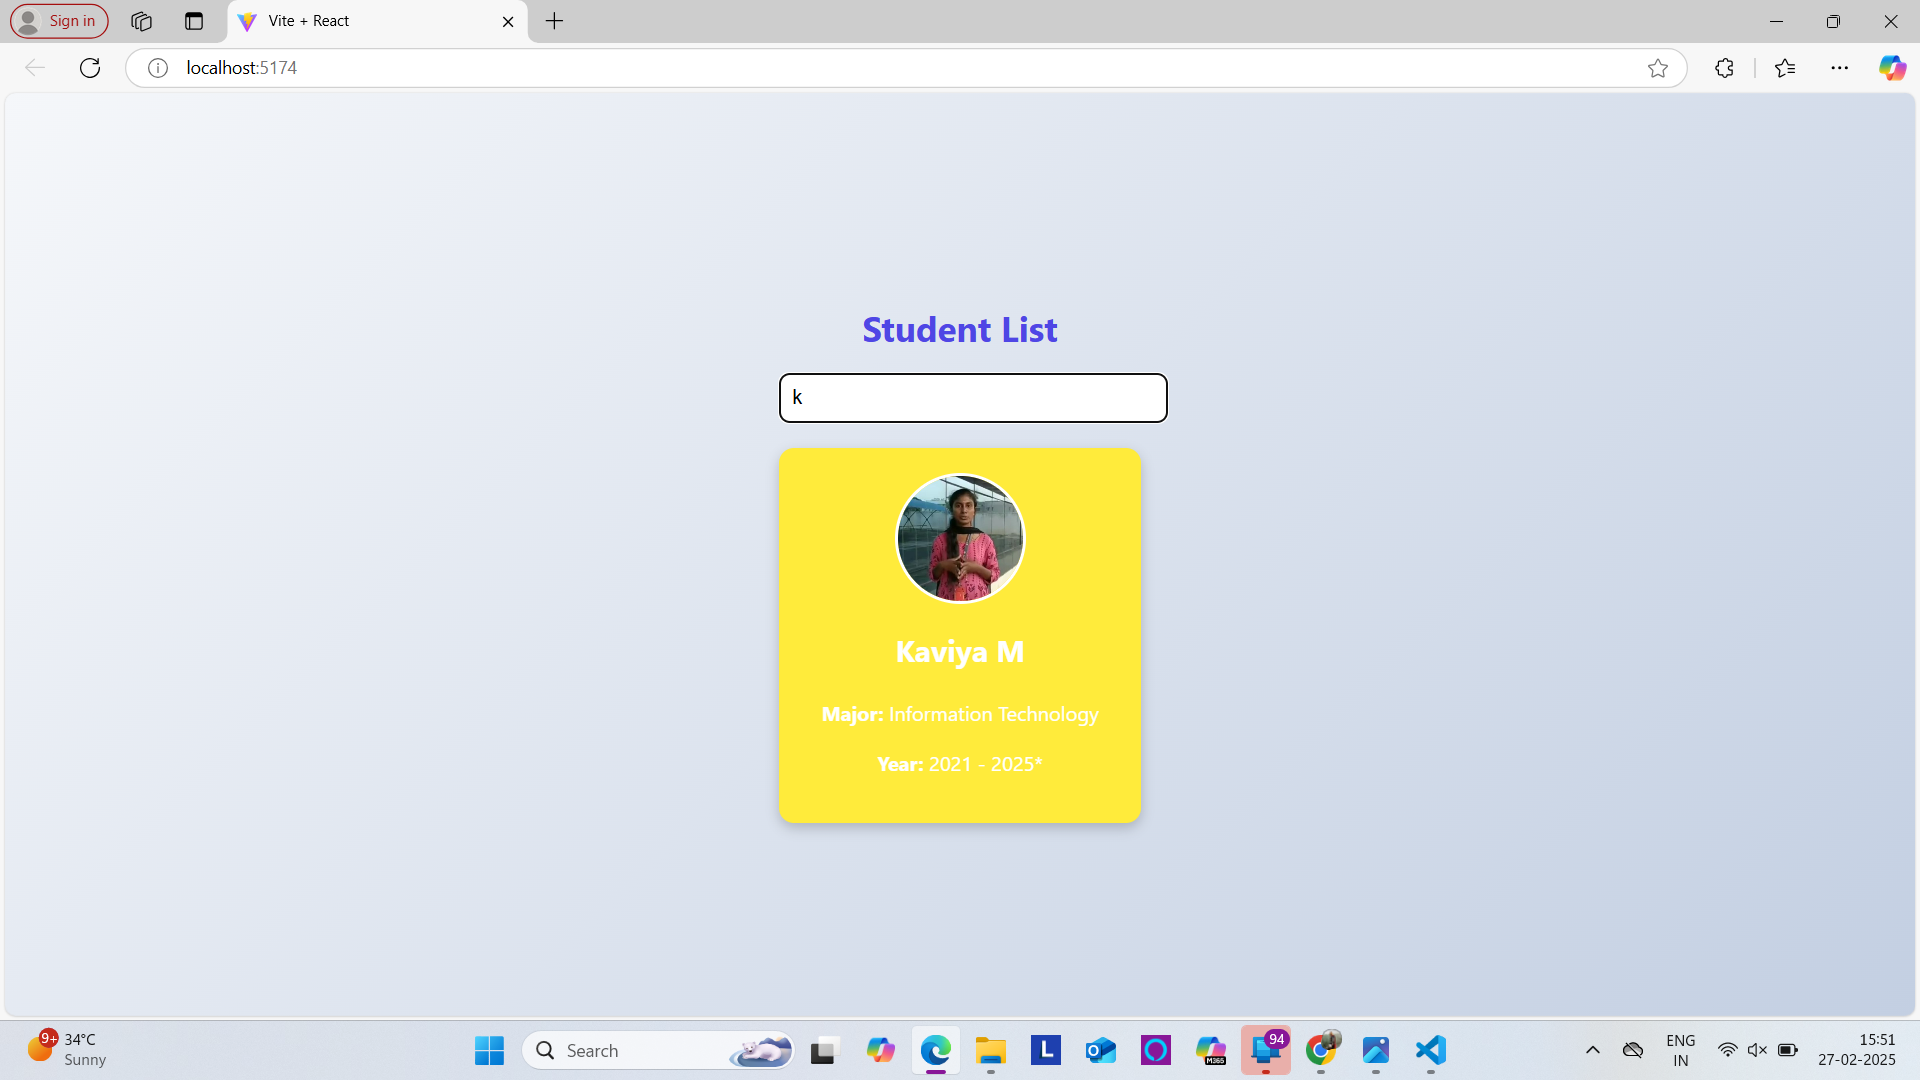 Sign in
Vite + React
localhost:5174
Student List
k
Kaviya M
Major: Information Technology
Year: 2021 - 2025*
9+
34°C
Sunny
Search
L
M365
94
ENG
IN
15:51
27-02-2025